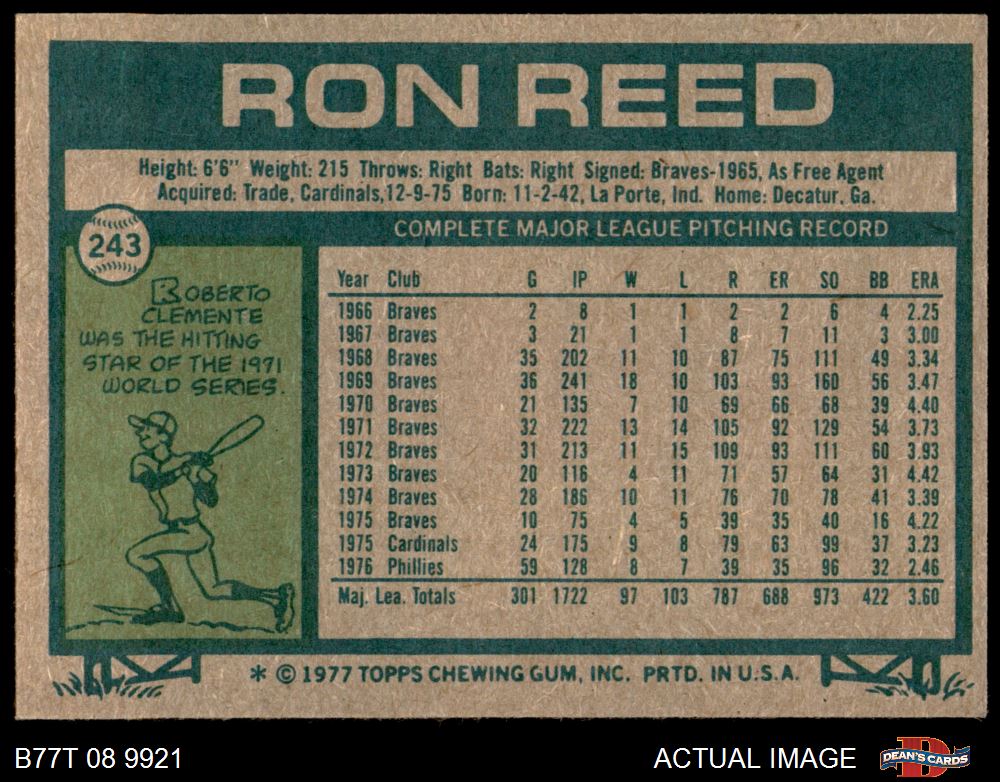 RON REED
Height: 6'6" Weight: 215 Throws: Right Bats: Right Signed: Braves-1965, As Free Agent
Acquired: Trade, Cardinals,12-9-75 Born: 11-2-42, La Porte, Ind. Home: Decatur, Ga.
243
COMPLETE MAJOR LEAGUE PITCHING RECORD
ROBERTO
CLEMENTE
WAS THE HITTING
STAR OF THE 1971
WORLD SERIES.
Year Club G IP W L R ER SO BB ERA
1966 Braves 2 8 1 1 2 2 6 4 2.25
1967 Braves 3 21 1 1 8 7 11 3 3.00
1968 Braves 35 202 11 10 87 75 111 49 3.34
1969 Braves 36 241 18 10 103 93 160 56 3.47
1970 Braves 21 135 7 10 69 66 68 39 4.40
1971 Braves 32 222 13 14 105 92 129 54 3.73
1972 Braves 31 213 11 15 109 93 111 60 3.93
1973 Braves 20 116 4 11 71 57 64 31 4.42
1974 Braves 28 186 10 11 76 70 78 41 3.39
1975 Braves 10 75 4 5 39 35 40 16 4.22
1975 Cardinals 24 175 9 8 79 63 99 37 3.23
1976 Phillies 59 128 8 7 39 35 96 32 2.46
Maj. Lea. Totals 301 1722 97 103 787 688 973 422 3.60
* © 1977 TOPPS CHEWING GUM, INC. PRTD. IN U.S.A.
B77T 08 9921
ACTUAL IMAGE
DEAN'S CARDS